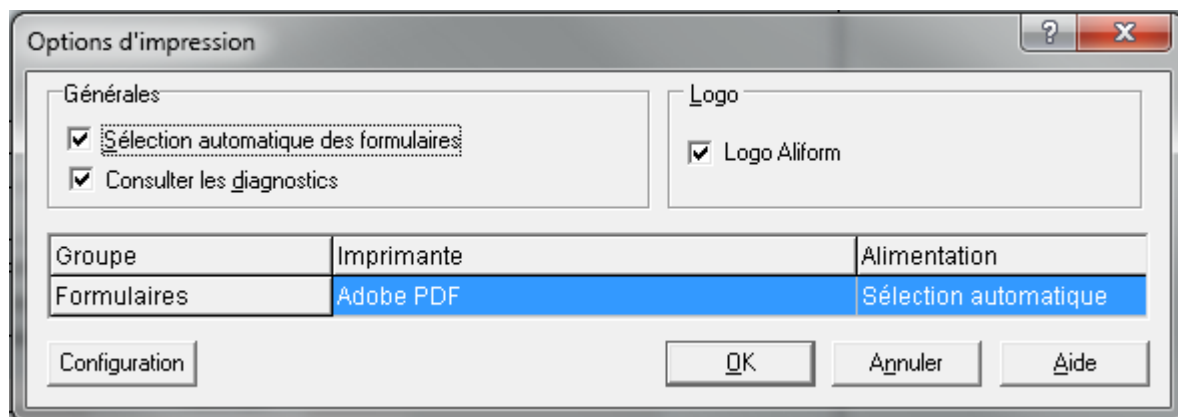 Options d'impression
Générales
Sélection automatique des formulaires
Consulter les diagnostics
Logo
Logo Aliform
Groupe Imprimante Alimentation
Formulaires Adobe PDF Sélection automatique
Configuration OK Annuler Aide